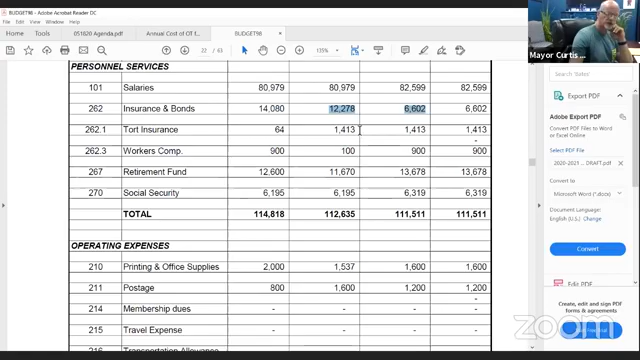 BUDGET98 - Adobe Acrobat Reader DC
File Edit View Window Help
051820 Agenda.pdf
Annual Cost of OT f...
BUDGET98
22 / 63
135%
Mayor Curtis
PERSONNEL SERVICES
101 Salaries 80,979 80,979 82,599 82,599
262 Insurance & Bonds 14,080 12,278 6,602 6,602
262.1 Tort Insurance 64 1,413 1,413 1,413
-
262.3 Workers Comp. 900 100 900 900
267 Retirement Fund 12,600 11,670 13,678 13,678
270 Social Security 6,195 6,195 6,319 6,319
TOTAL 114,818 112,635 111,511 111,511
OPERATING EXPENSES
210 Printing & Office Supplies 2,000 1,537 1,600 1,600
211 Postage 800 1,600 1,200 1,200
-
214 Membership dues - - - -
215 Travel Expense - - - -
216 Transportation Allowance
Export PDF
Adobe Export PDF
Convert PDF Files to Word
or Excel Online
Select PDF File
2020-2021 ... DRAFT.pdf
Convert to
Microsoft Word (*.docx)
Document Language:
English (U.S.) Change
Convert
Edit PDF
Create, edit and sign PDF
forms & agreements
zoom